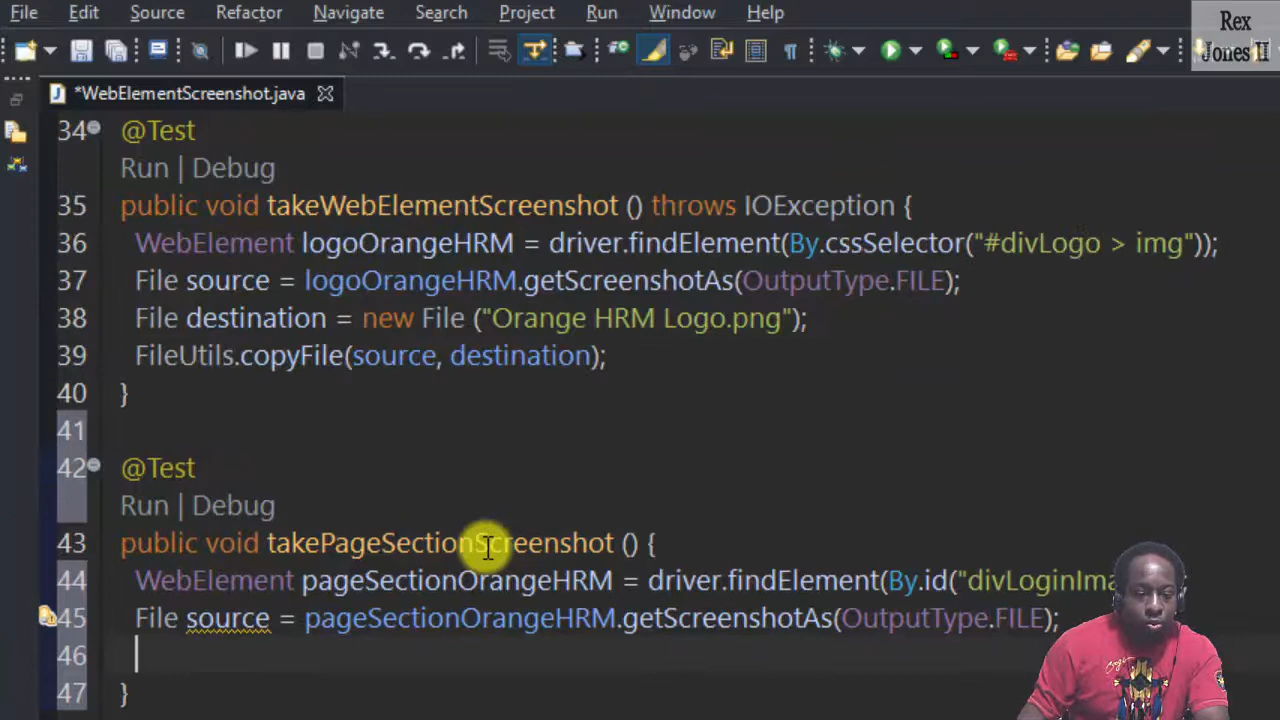 File Edit Source Refactor Navigate Search Project Run Window Help
Rex
Jones II
*WebElementScreenshot.java
34 @Test
Run | Debug
35 public void takeWebElementScreenshot () throws IOException {
36 WebElement logoOrangeHRM = driver.findElement(By.cssSelector("#divLogo > img"));
37 File source = logoOrangeHRM.getScreenshotAs(OutputType.FILE);
38 File destination = new File ("Orange HRM Logo.png");
39 FileUtils.copyFile(source, destination);
40 }
41
42 @Test
Run | Debug
43 public void takePageSectionScreenshot () {
44 WebElement pageSectionOrangeHRM = driver.findElement(By.id("divLoginIma
45 File source = pageSectionOrangeHRM.getScreenshotAs(OutputType.FILE);
46
47 }